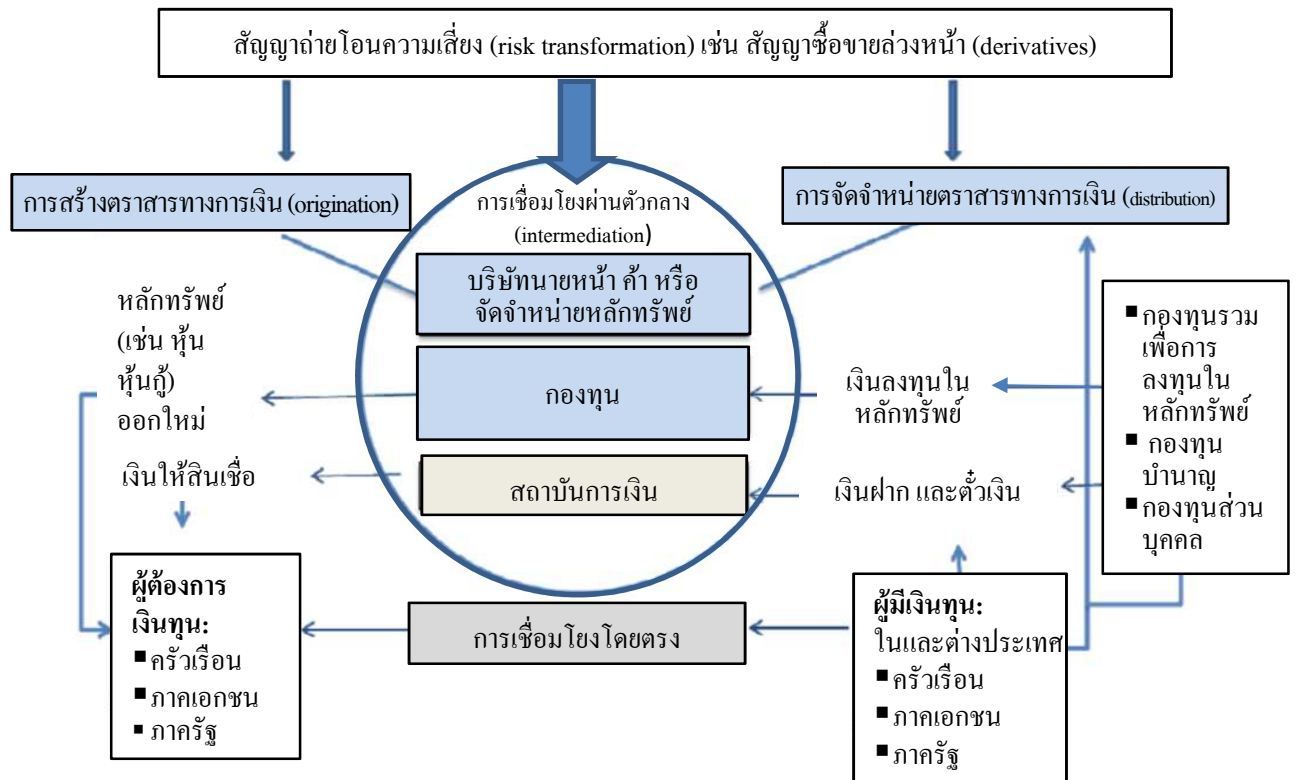 สัญญาถ่ายโอนความเสี่ยง (risk transformation) เช่น สัญญาซื้อขายล่วงหน้า (derivatives)
การสร้างตราสารทางการเงิน (origination)
การเชื่อมโยงผ่านตัวกลาง
(intermediation)
การจัดจำหน่ายตราสารทางการเงิน (distribution)
บริษัทนายหน้า ค้า หรือ
จัดจำหน่ายหลักทรัพย์
หลักทรัพย์
(เช่น หุ้น
หุ้นกู้)
ออกใหม่
กองทุน
เงินลงทุนใน
หลักทรัพย์
■กองทุนรวม
เพื่อการ
ลงทุนใน
หลักทรัพย์
■ กองทุน
บำนาญ
■กองทุนส่วน
บุคคล
เงินให้สินเชื่อ
สถาบันการเงิน
เงินฝาก และตั๋วเงิน
ผู้ต้องการ
เงินทุน:
■ครัวเรือน
■ภาคเอกชน
■ ภาครัฐ
การเชื่อมโยงโดยตรง
ผู้มีเงินทุน:
ในและต่างประเทศ
■ครัวเรือน
■ภาคเอกชน
■ภาครัฐ